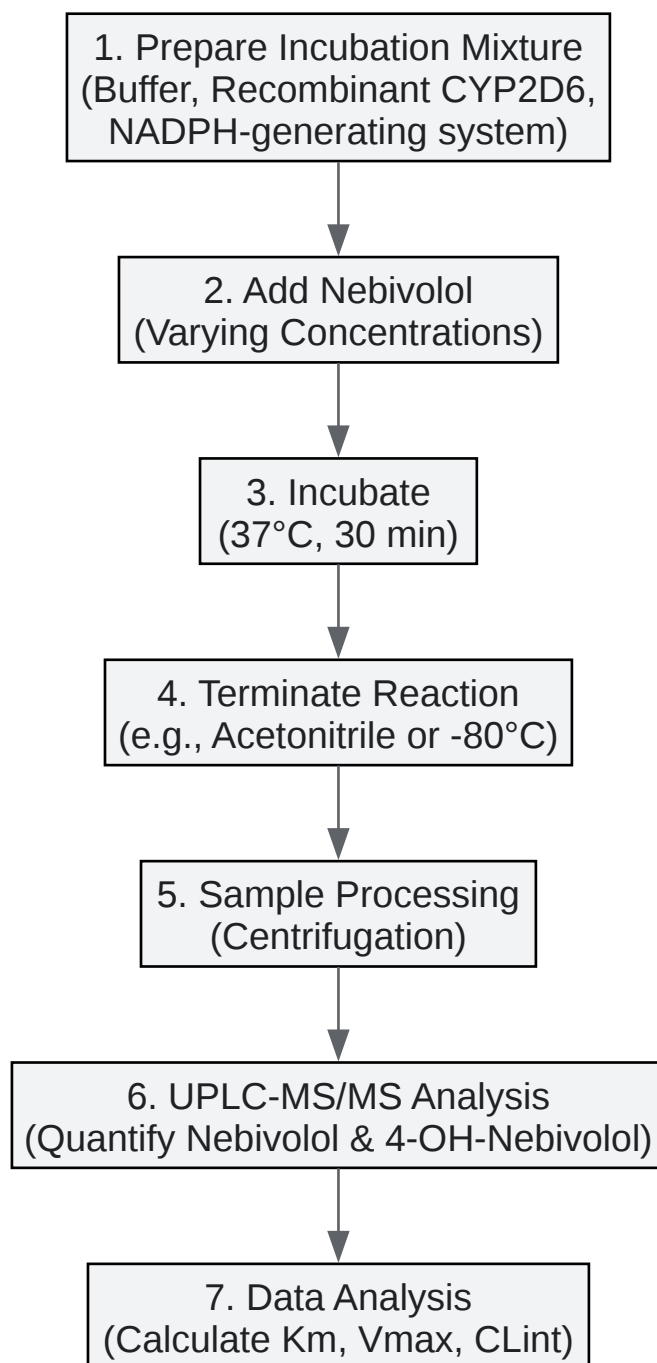 1. Prepare Incubation Mixture
(Buffer, Recombinant CYP2D6,
NADPH-generating system)
2. Add Nebivolol
(Varying Concentrations)
3. Incubate
(37°C, 30 min)
4. Terminate Reaction
(e.g., Acetonitrile or -80°C)
5. Sample Processing
(Centrifugation)
6. UPLC-MS/MS Analysis
(Quantify Nebivolol & 4-OH-Nebivolol)
7. Data Analysis
(Calculate Km, Vmax, CLint)